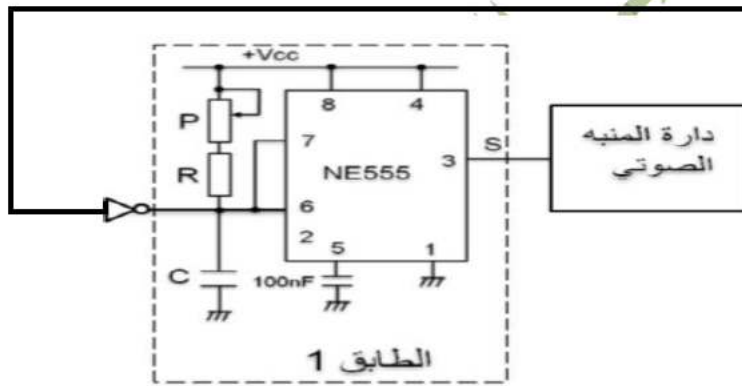 +Vcc
8 4
P
7
S
دارة المنبه
الصوتي
3
R
NE555
6
2
5 1
C
100nF
الطابق 1